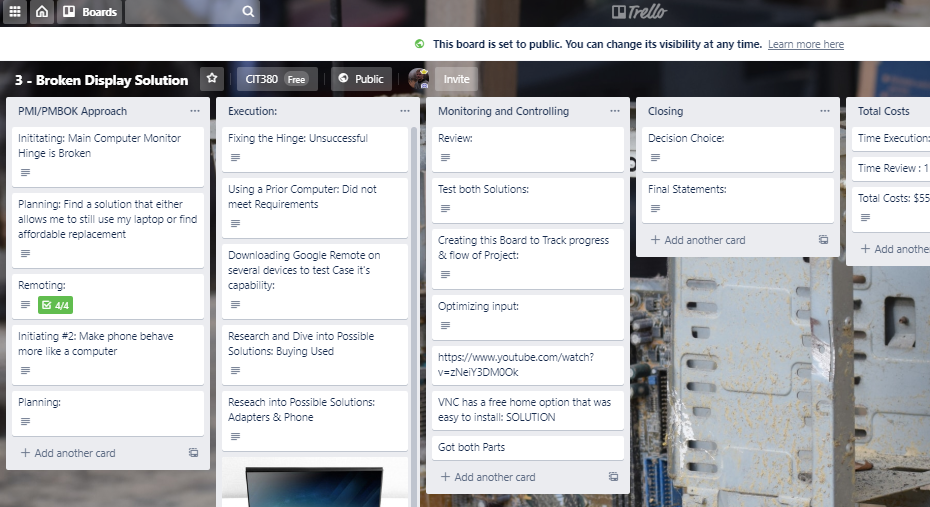 Boards
Trello
This board is set to public. You can change its visibility at any time. Learn more here
3 - Broken Display Solution
CIT380 Free
Public
Invite
PMI/PMBOK Approach
Inititating: Main Computer Monitor
Hinge is Broken
Planning: Find a solution that either
allows me to still use my laptop or find
affordable replacement
Remoting:
4/4
Initiating #2: Make phone behave
more like a computer
Planning:
+ Add another card
Execution:
Fixing the Hinge: Unsuccessful
Using a Prior Computer: Did not
meet Requirements
Downloading Google Remote on
several devices to test Case it's
capability:
Research and Dive into Possible
Solutions: Buying Used
Reseach into Possible Solutions:
Adapters & Phone
Monitoring and Controlling
Review:
Test both Solutions:
Creating this Board to Track progress
& flow of Project:
Optimizing input:
https://www.youtube.com/watch?
v=zNeiY3DM0Ok
VNC has a free home option that was
easy to install: SOLUTION
Got both Parts
+ Add another card
Closing
Decision Choice:
Final Statements:
+ Add another card
Total Costs
Time Execution:
Time Review : 1
Total Costs: $55
+ Add anothe